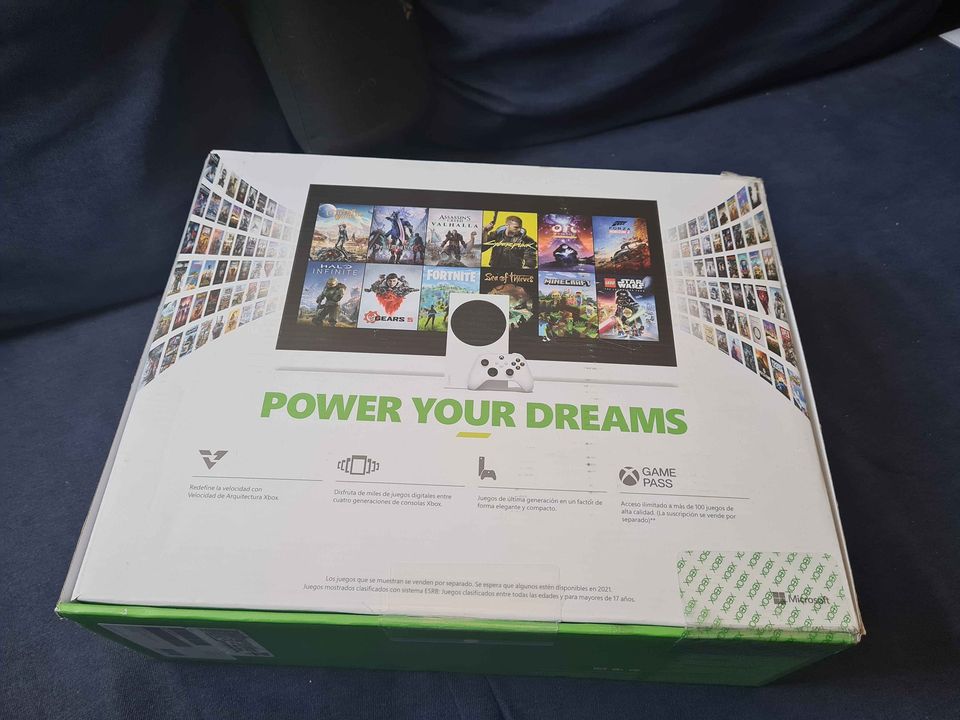 ASSASSIN'S
CREED
VALHALLA
Cyberpunk
ORI
FORZA
HORIZON 4
HALO
INFINITE
GEARS 5
FORTNITE
Sea of Thieves
MINECRAFT
LEGO STAR
WARS
POWER YOUR DREAMS
Redefine la velocidad con
Velocidad de Arquitectura Xbox.
Disfruta de miles de juegos digitales entre
cuatro generaciones de consolas Xbox.
Juegos de última generación en un factor de
forma elegante y compacto.
GAME
PASS
Acceso ilimitado a más de 100 juegos de
alta calidad. (La suscripción se vende por
separado)**
Los juegos que se muestran se venden por separado. Se espera que algunos estén disponibles en 2021.
Juegos mostrados clasificados con sistema ESRB: Juegos clasificados entre todas las edades y para mayores de 17 años.
XBOX
Microsoft